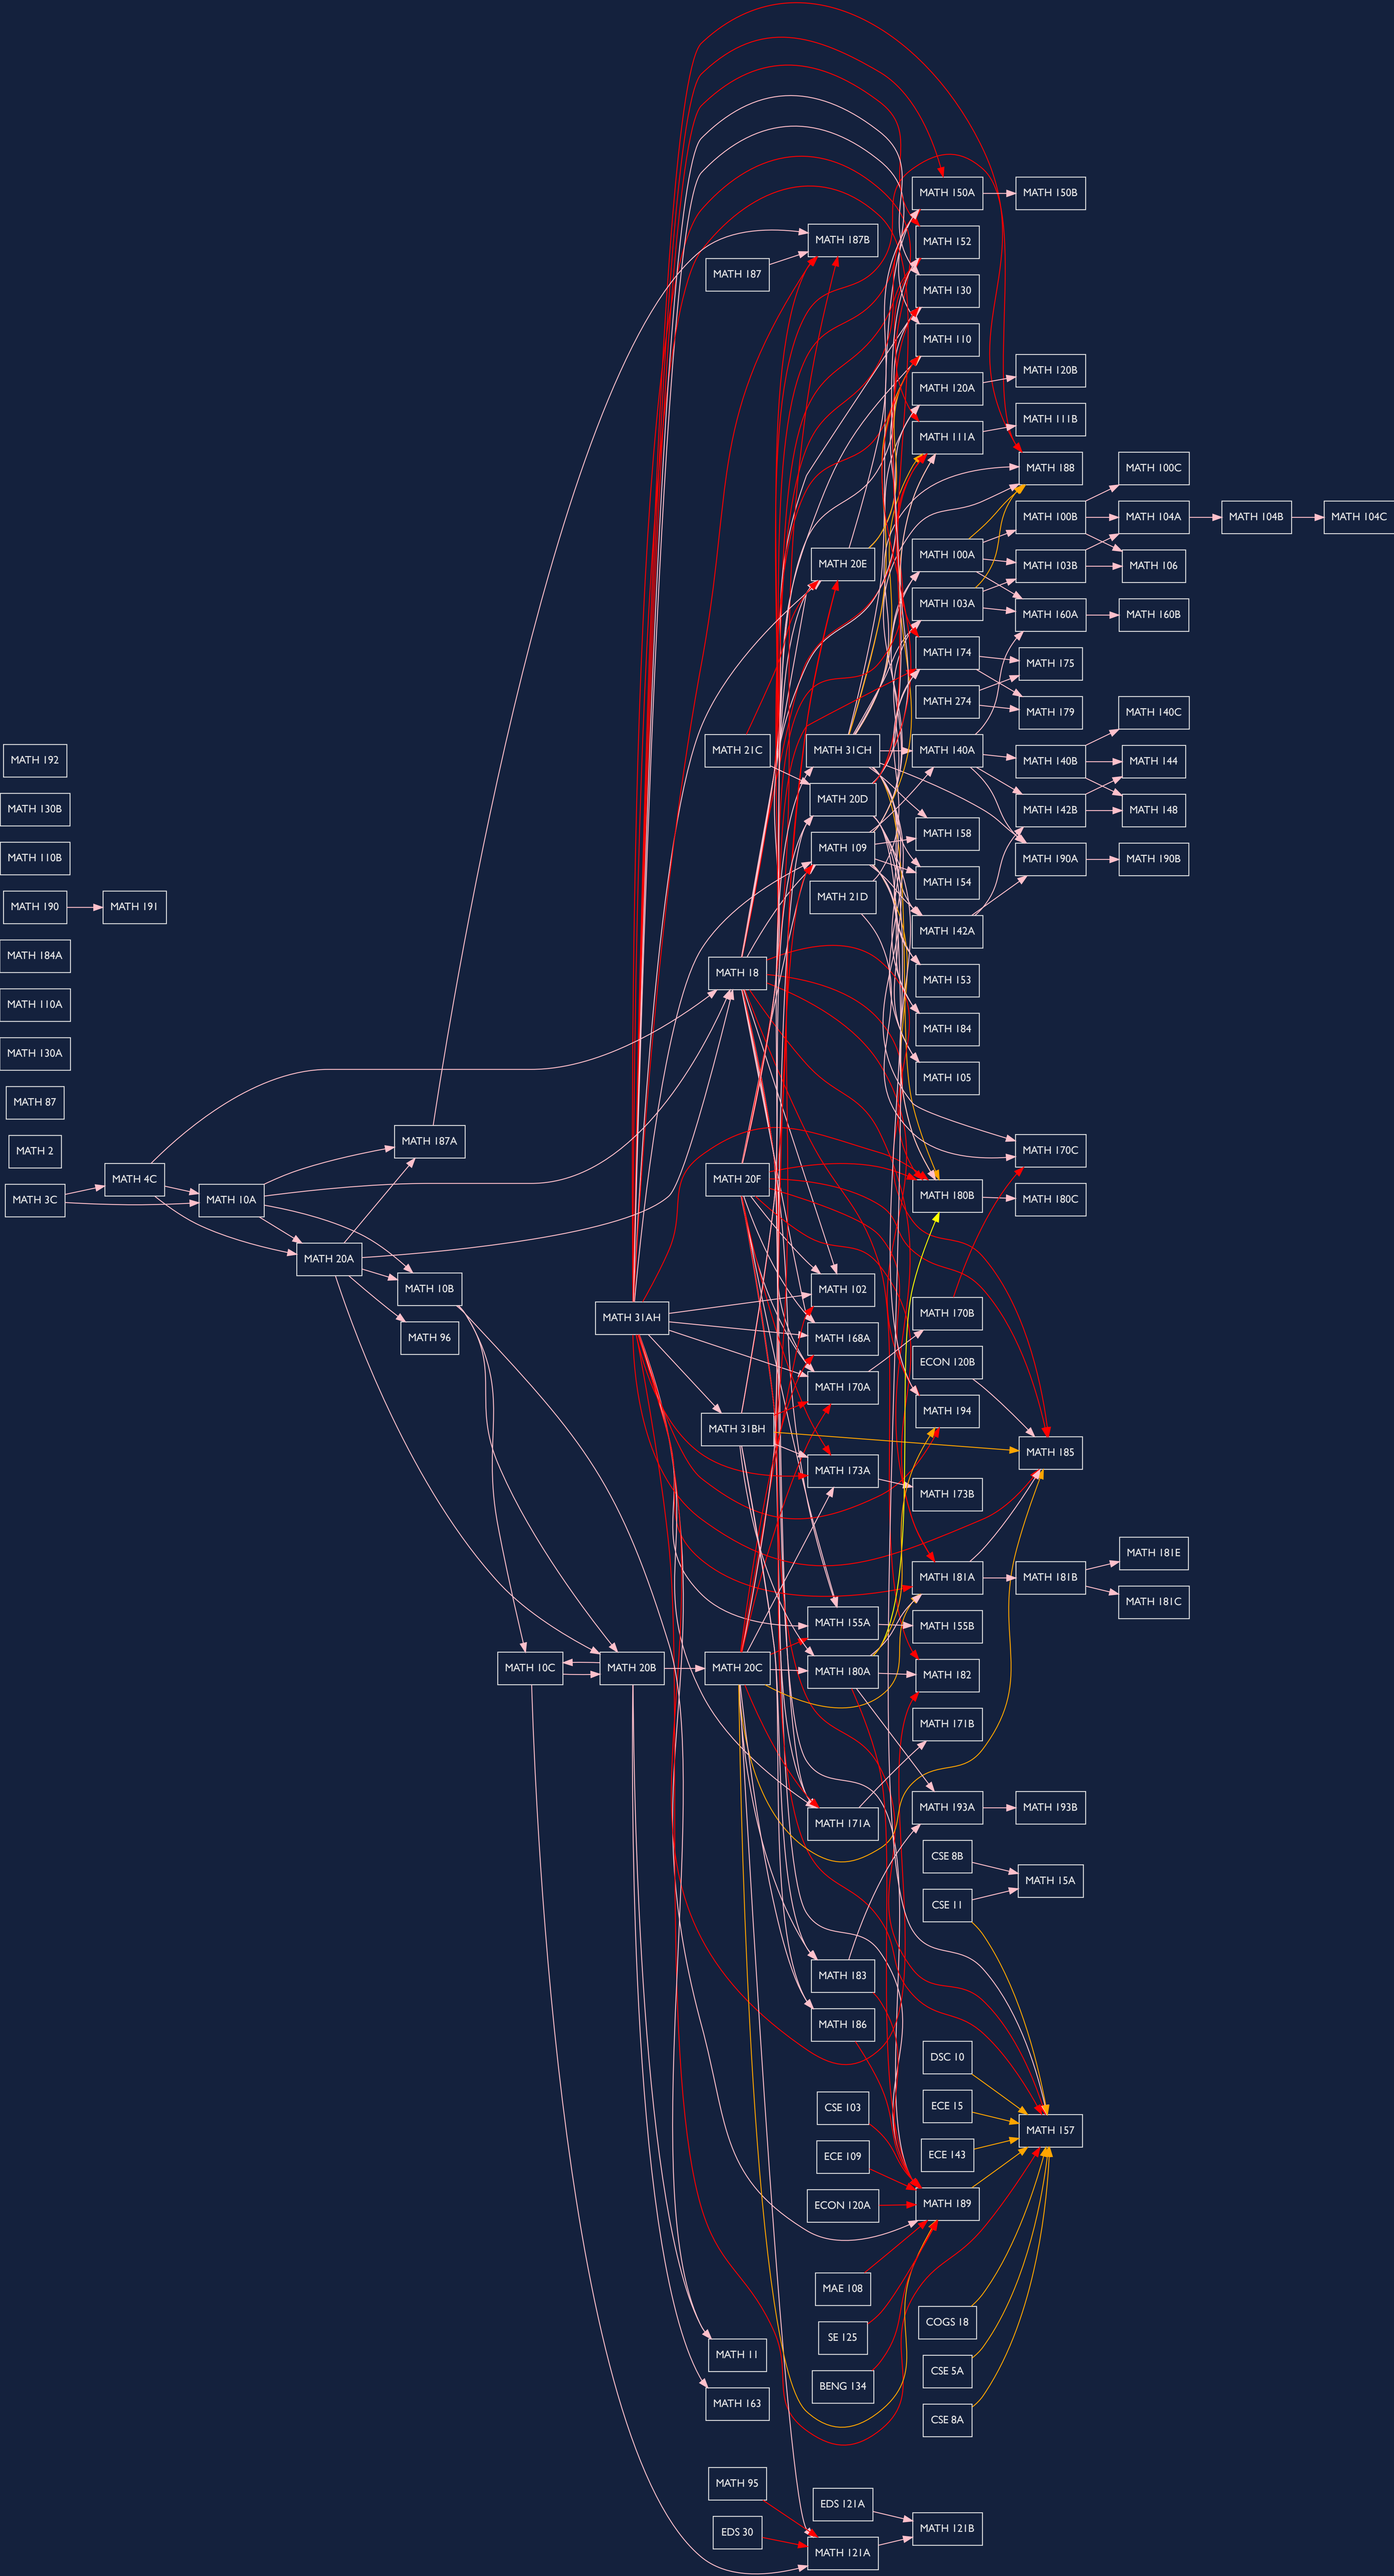 MATH 150A
MATH 150B
MATH 187B
MATH 152
MATH 187
MATH 130
MATH 110
MATH 120B
MATH 120A
MATH 111B
MATH 111A
MATH 188
MATH 100C
MATH 100B
MATH 104A
MATH 104B
MATH 104C
MATH 100A
MATH 20E
MATH 103B
MATH 106
MATH 103A
MATH 160A
MATH 160B
MATH 174
MATH 175
MATH 274
MATH 179
MATH 140C
MATH 21C
MATH 31CH
MATH 140A
MATH 192
MATH 140B
MATH 144
MATH 20D
MATH 130B
MATH 142B
MATH 148
MATH 158
MATH 109
MATH 110B
MATH 190A
MATH 190B
MATH 154
MATH 21D
MATH 190
MATH 191
MATH 142A
MATH 184A
MATH 18
MATH 153
MATH 110A
MATH 184
MATH 130A
MATH 105
MATH 87
MATH 187A
MATH 2
MATH 170C
MATH 4C
MATH 20F
MATH 180B
MATH 180C
MATH 3C
MATH 10A
MATH 20A
MATH 10B
MATH 102
MATH 170B
MATH 31AH
MATH 96
MATH 168A
ECON 120B
MATH 170A
MATH 194
MATH 31BH
MATH 185
MATH 173A
MATH 173B
MATH 181E
MATH 181A
MATH 181B
MATH 181C
MATH 155A
MATH 155B
MATH 10C
MATH 20B
MATH 20C
MATH 180A
MATH 182
MATH 171B
MATH 193A
MATH 193B
MATH 171A
CSE 8B
MATH 15A
CSE 11
MATH 183
MATH 186
DSC 10
CSE 103
ECE 15
MATH 157
ECE 109
ECE 143
ECON 120A
MATH 189
MAE 108
COGS 18
SE 125
MATH 11
CSE 5A
BENG 134
MATH 163
CSE 8A
MATH 95
EDS 121A
EDS 30
MATH 121B
MATH 121A